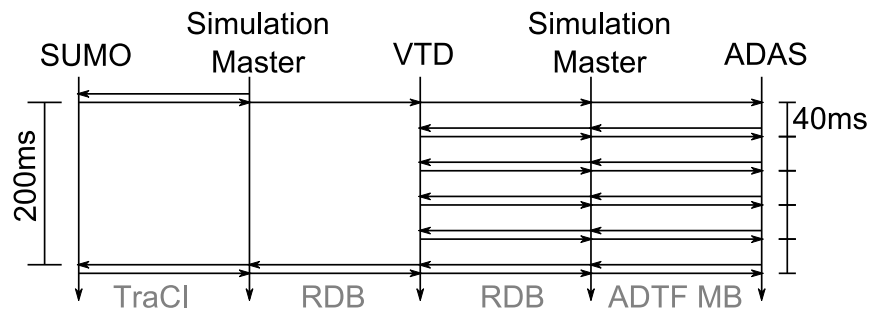 SUMO
Simulation
Master
VTD
Simulation
Master
ADAS
40ms
200ms
TraCI
RDB
RDB
ADTF MB